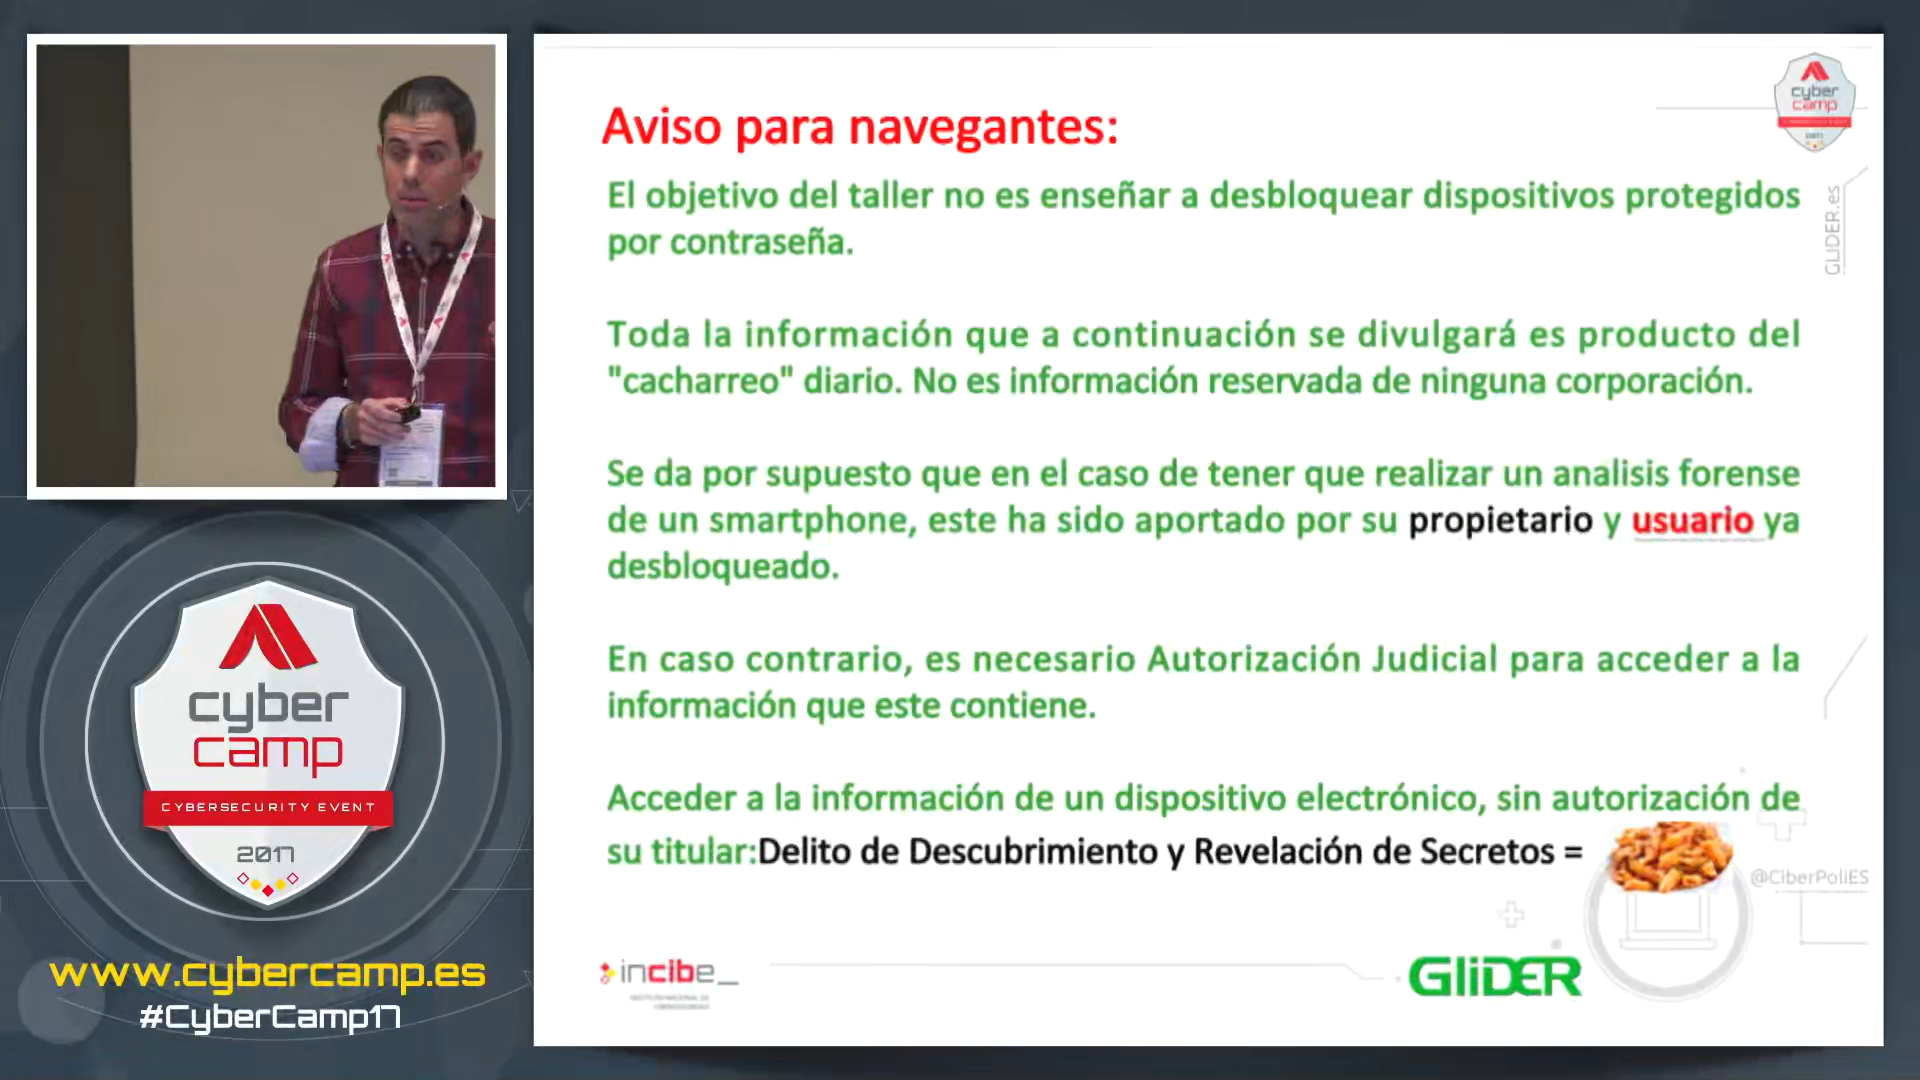 Aviso para navegantes:
El objetivo del taller no es enseñar a desbloquear dispositivos protegidos
por contraseña.
Toda la información que a continuación se divulgará es producto del
"cacharreo" diario. No es información reservada de ninguna corporación.
Se da por supuesto que en el caso de tener que realizar un analisis forense
de un smartphone, este ha sido aportado por su propietario y usuario ya
desbloqueado.
En caso contrario, es necesario Autorización Judicial para acceder a la
información que este contiene.
Acceder a la información de un dispositivo electrónico, sin autorización de
su titular:Delito de Descubrimiento y Revelación de Secretos =
cyber
camp
GLIDER.es
@CiberPoliES
incibe_
GLIDER
cyber
camp
CYBERSECURITY EVENT
2017
www.cybercamp.es
#CyberCamp17